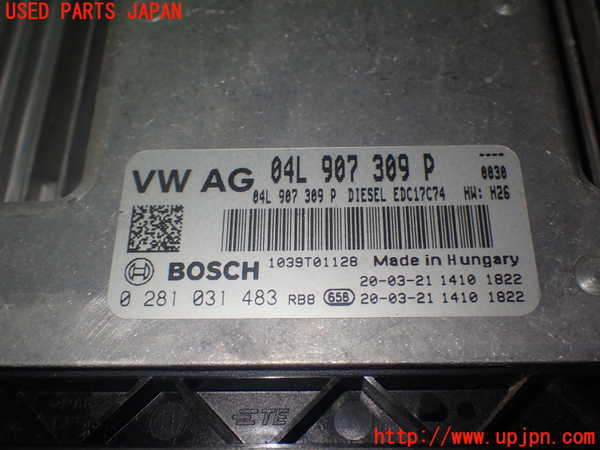 USED PARTS JAPAN
VW AG 04L 907 309 P ----
04L 907 309 P DIESEL EDC17C74 HW: H26
0030
1039T01128 Made in Hungary
BOSCH
20-03-21 1410 1822
0 281 031 483 RB8 658 20-03-21 1410 1822
TE
http://www.upjpn.com